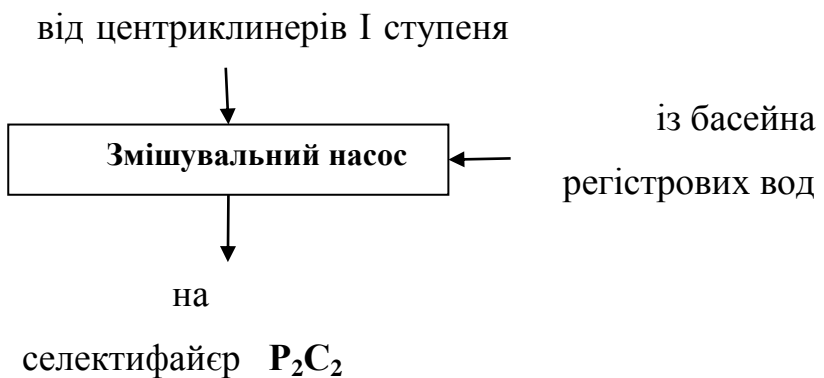 від центриклинерів I ступеня
із басейна
Змішувальний насос
регістрових вод
на
селектифайєр P₂C₂